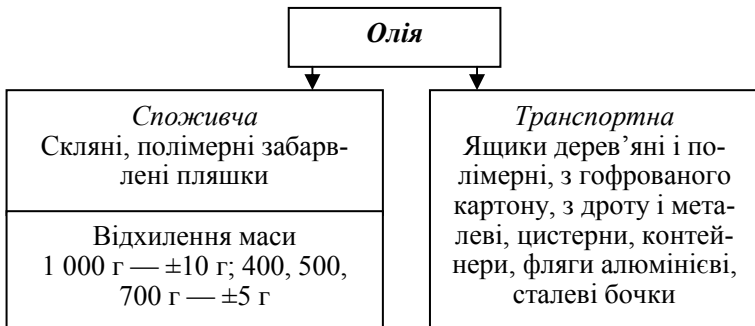 Олія
Споживча
Скляні, полімерні забарв-
лені пляшки
Відхилення маси
1 000 г — ±10 г; 400, 500,
700 г — ±5 г
Транспортна
Ящики дерев’яні і по-
лімерні, з гофрованого
картону, з дроту і мета-
леві, цистерни, контей-
нери, фляги алюмінієві,
сталеві бочки